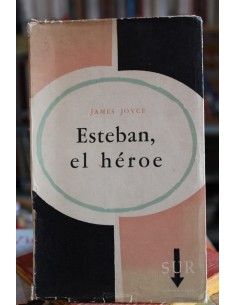 JAMES JOYCE
Esteban,
el héroe
SUR